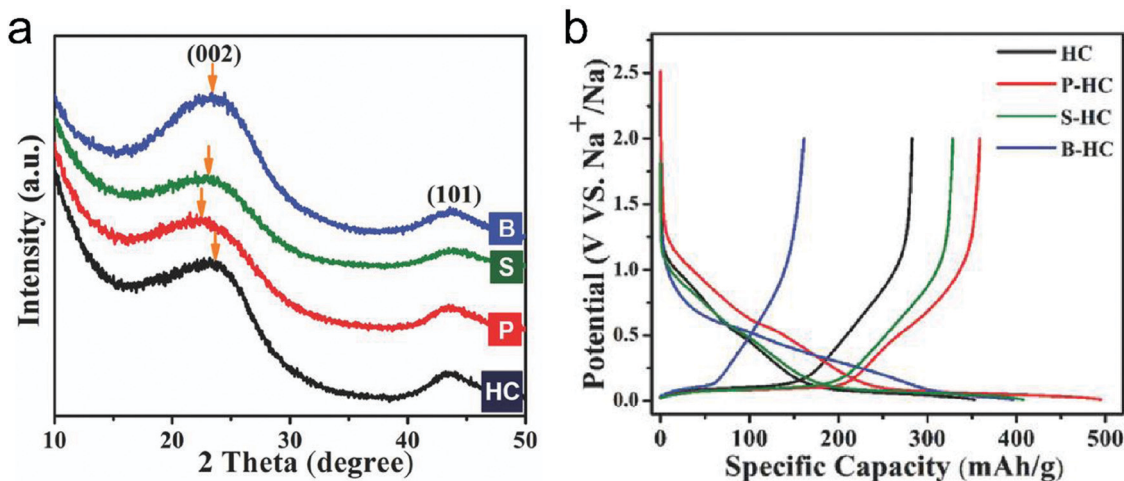 a
(002)
(101)
B
S
P
HC
Intensity (a.u.)
10 20 30 40 50
2 Theta (degree)
b
HC
P-HC
S-HC
B-HC
2.5
2.0
1.5
1.0
0.5
0.0
Potential (V VS. Na⁺/Na)
0 100 200 300 400 500
Specific Capacity (mAh/g)